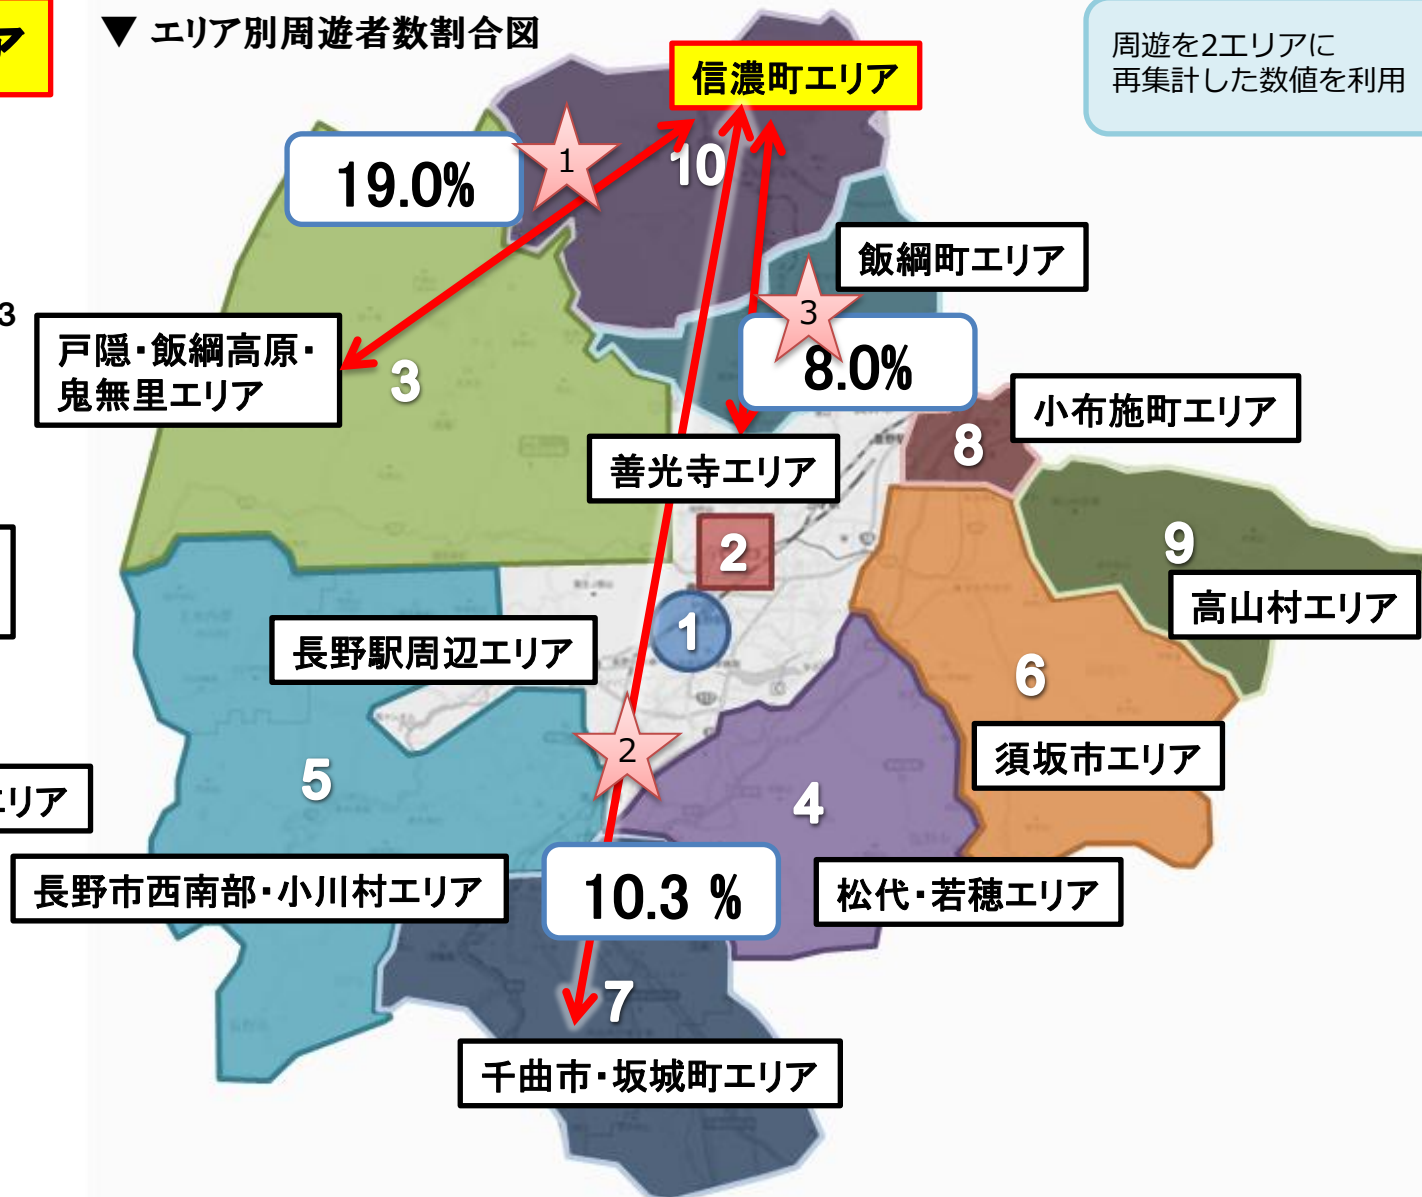 ア
▼ エリア別周遊者数割合図
周遊を2エリアに
再集計した数値を利用
信濃町エリア
10
1
19.0%
飯綱町エリア
3
8.0%
3
戸隠・飯綱高原・
鬼無里エリア
3
小布施町エリア
8
善光寺エリア
2
9
高山村エリア
1
長野駅周辺エリア
6
須坂市エリア
2
5
4
エリア
長野市西南部・小川村エリア
10.3 %
松代・若穂エリア
7
千曲市・坂城町エリア